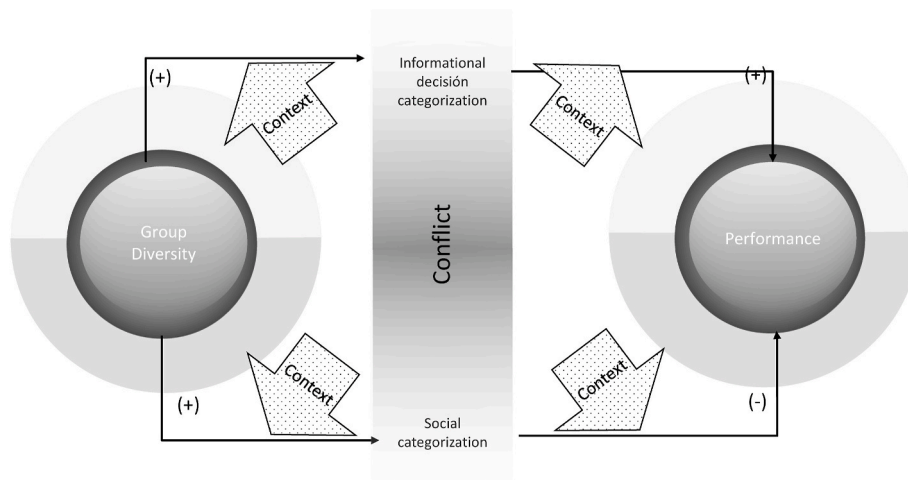 (+)
Context
Informational
decisión
categorization
Context
(+)
Group
Diversity
Conflict
Performance
(+)
Context
Social
categorization
Context
(-)